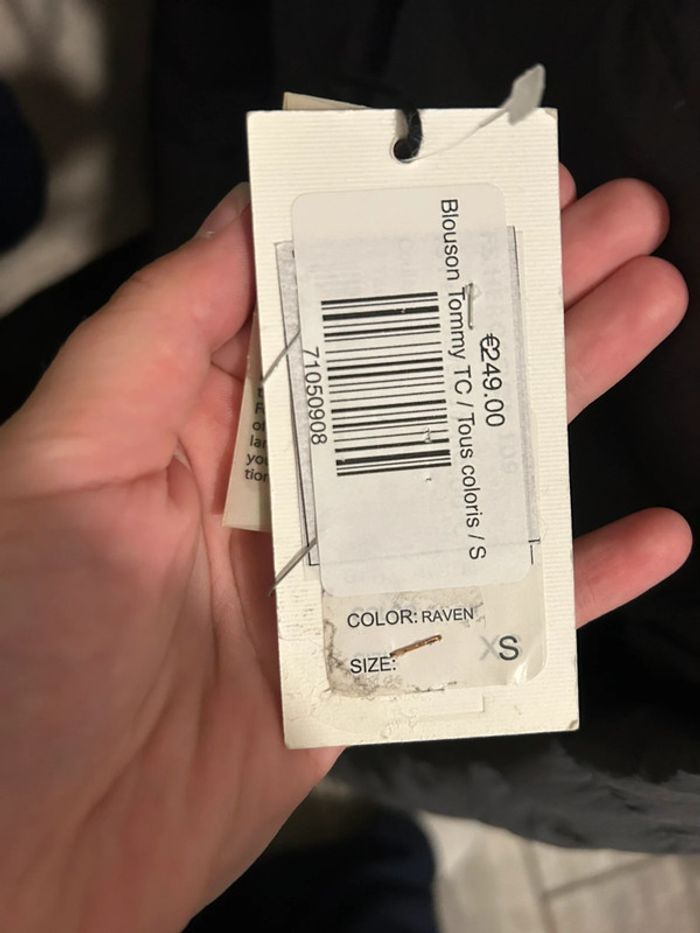 Blouson Tommy TC / Tous coloris / S
€249.00
71050908
COLOR: RAVEN
SIZE:
XS